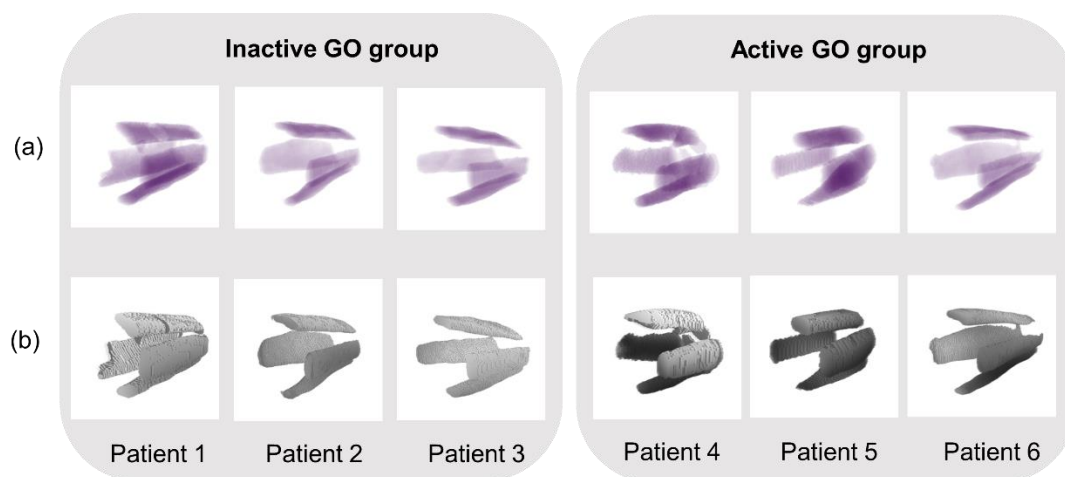 Inactive GO group
Active GO group
(a)
(b)
Patient 1
Patient 2
Patient 3
Patient 4
Patient 5
Patient 6